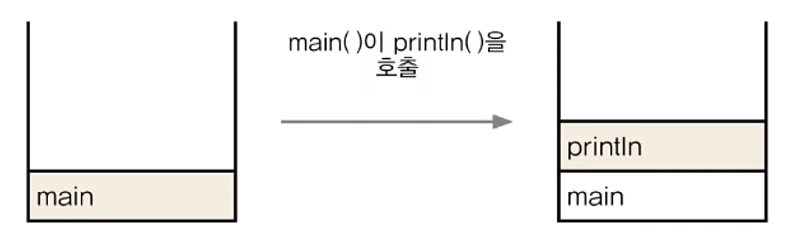 main( )이 println( )을
호출
println
main
main